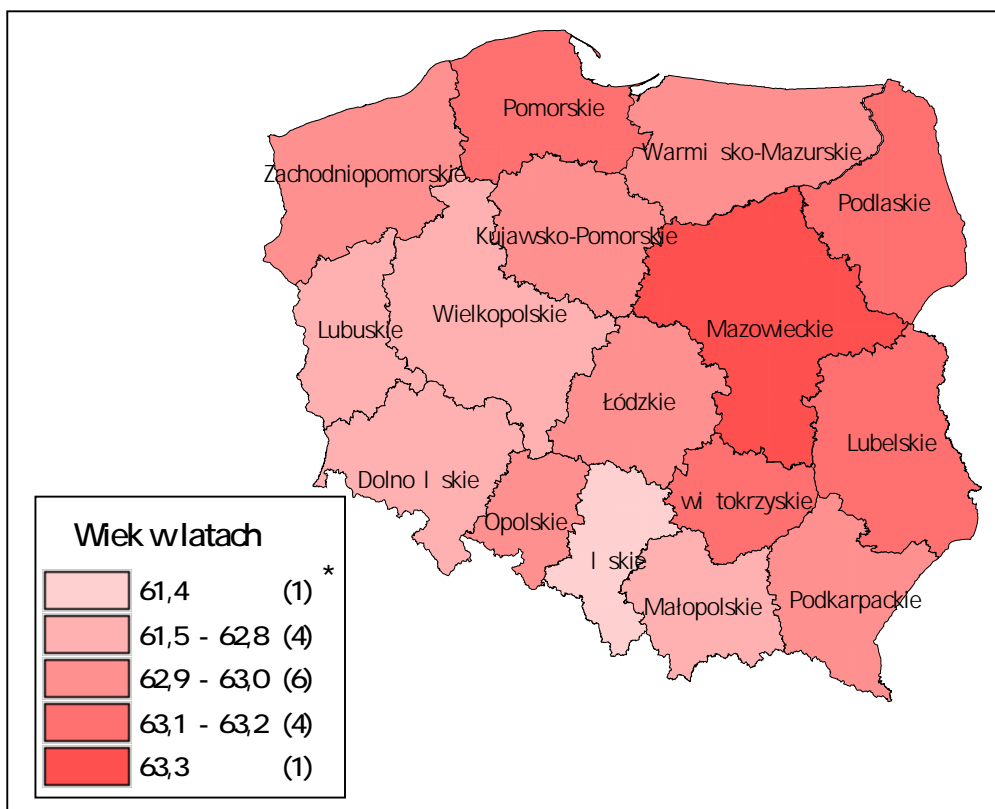 Pomorskie
Warmi sko-Mazurskie
Zachodniopomorskie
Podlaskie
Kujawsko-Pomorskie
Wielkopolskie
Lubuskie
Mazowieckie
Łódzkie
Lubelskie
Dolno l skie
Opolskie
wi tokrzyskie
l skie
Małopolskie
Podkarpackie
Wiek w latach
61,4 (1) *
61,5 - 62,8 (4)
62,9 - 63,0 (6)
63,1 - 63,2 (4)
63,3 (1)